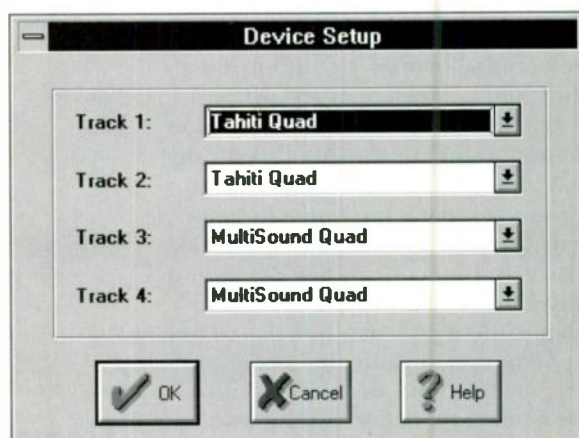 Device Setup
Track 1: Tahiti Quad
Track 2: Tahiti Quad
Track 3: MultiSound Quad
Track 4: MultiSound Quad
OK Cancel Help